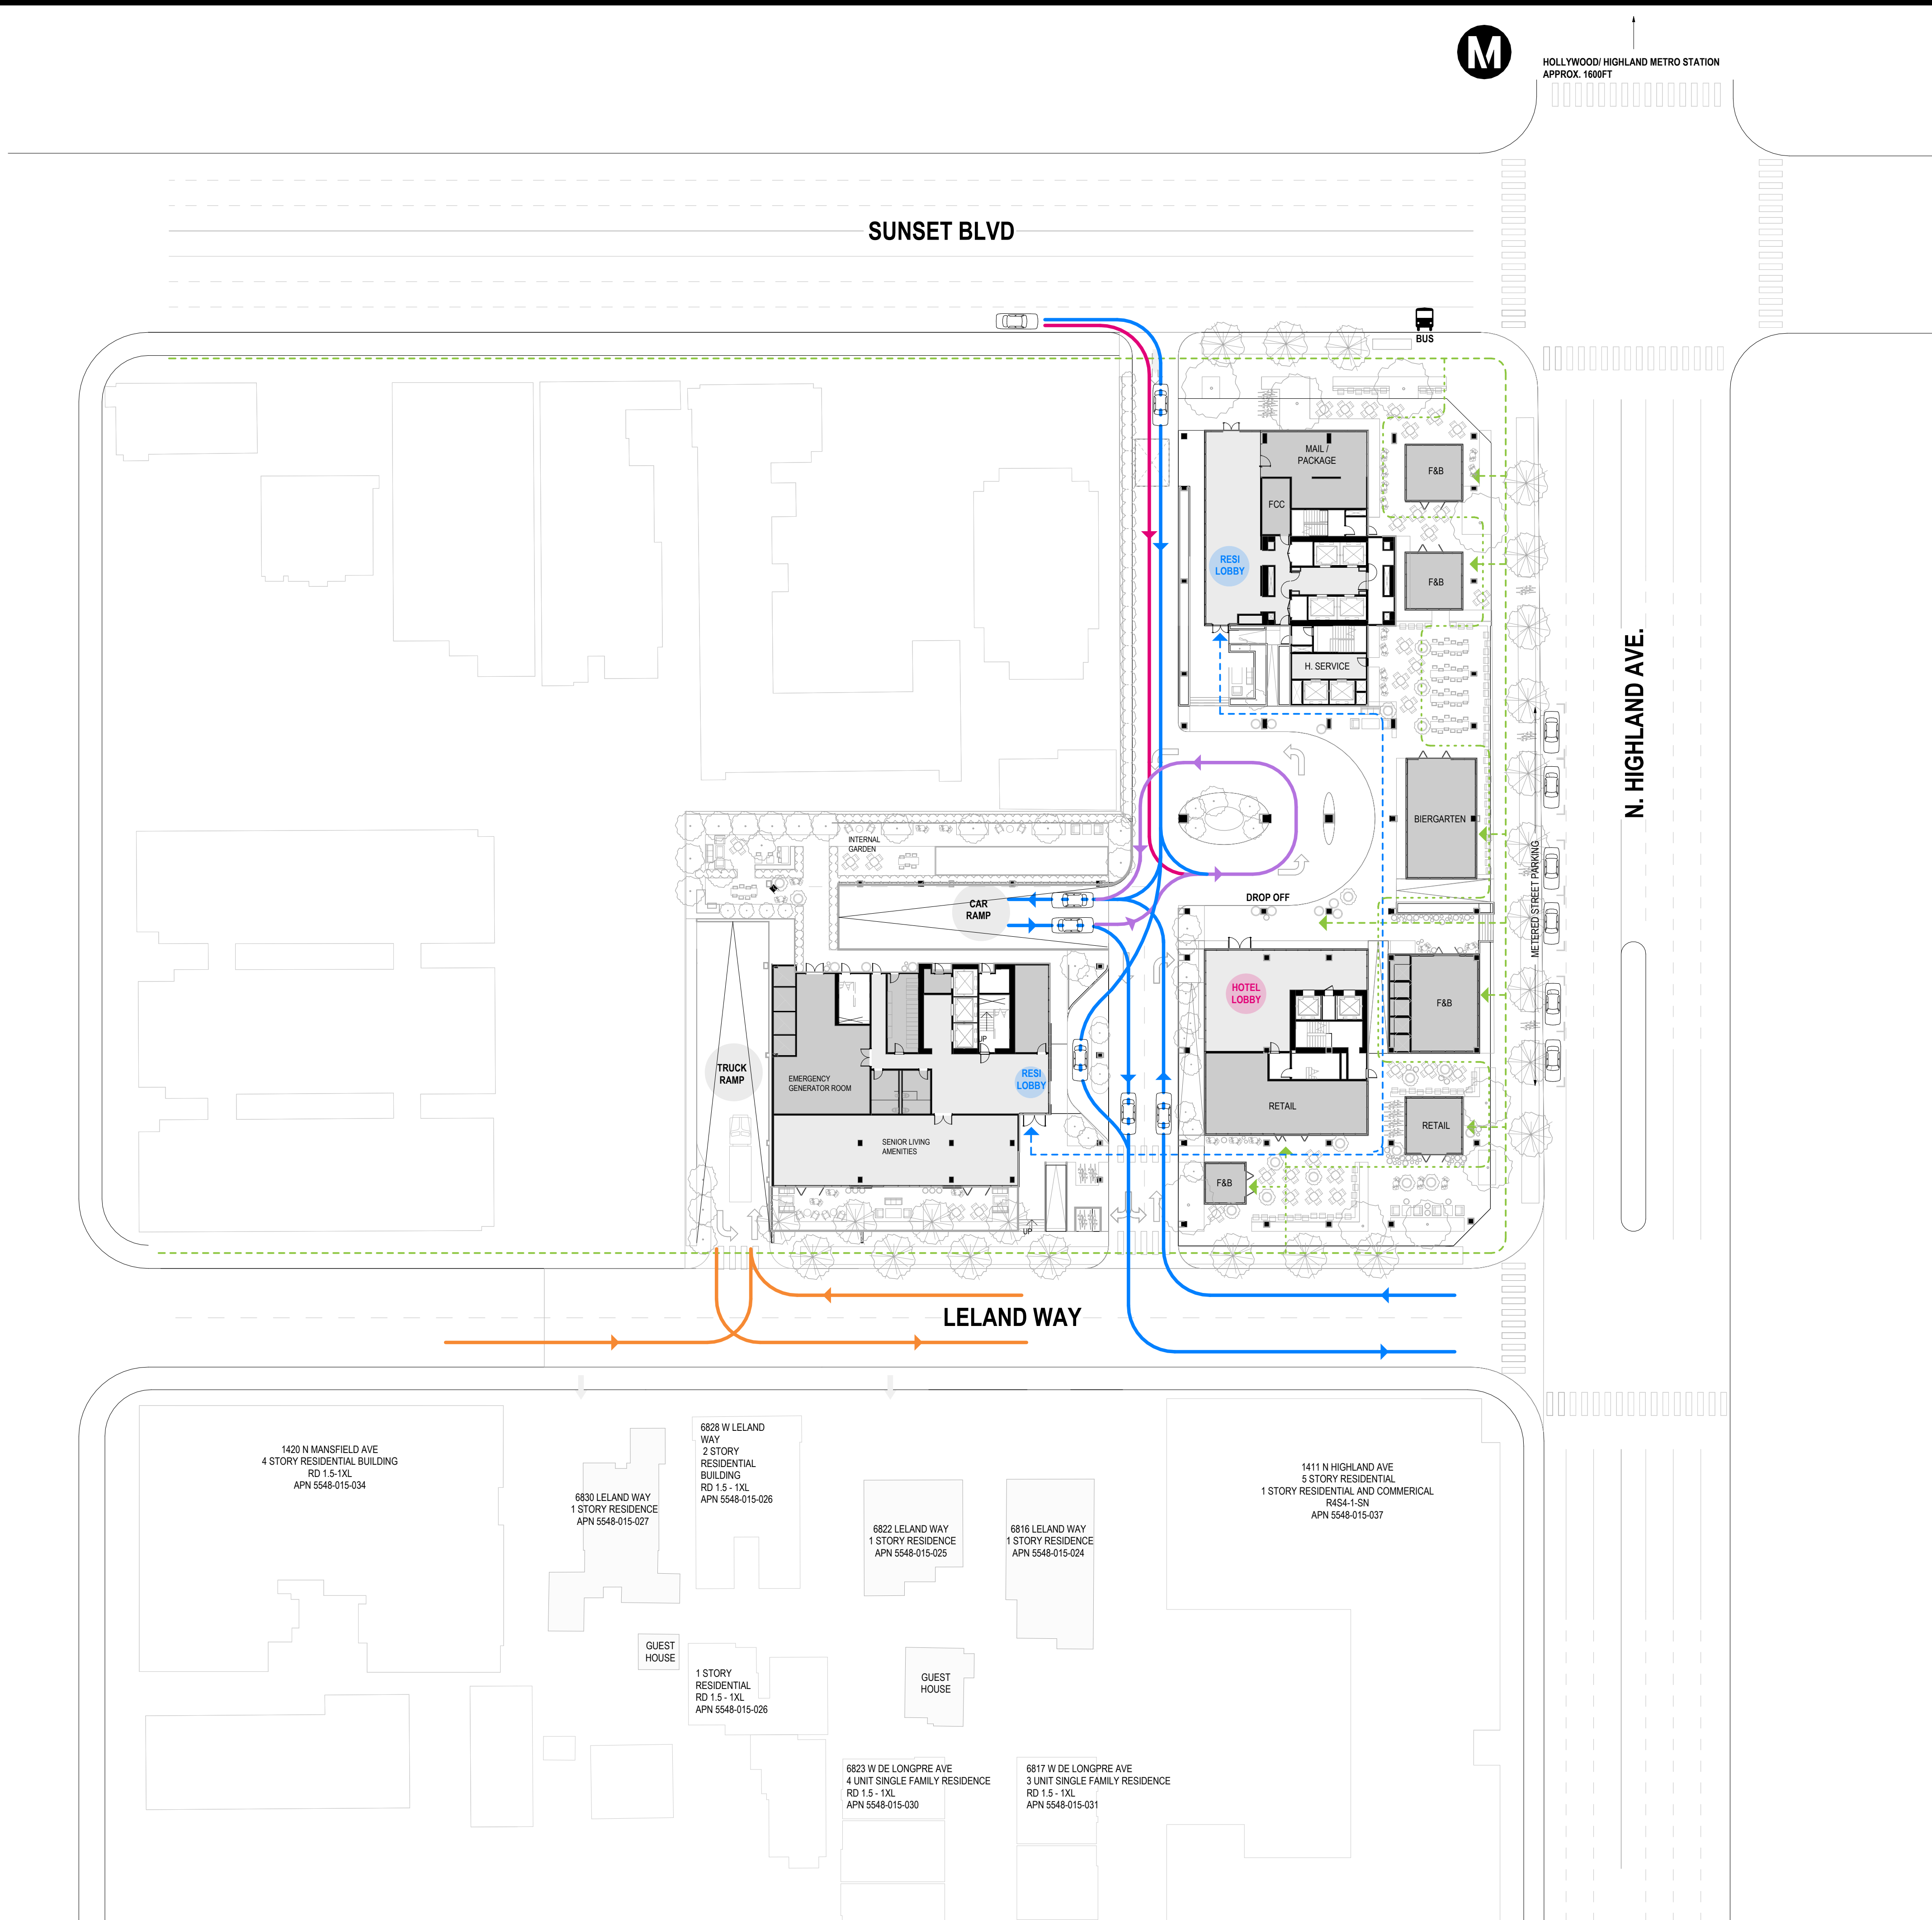 M
HOLLYWOOD/ HIGHLAND METRO STATION
APPROX. 1600FT
SUNSET BLVD
BUS
MAIL /
PACKAGE
F&B
FCC
RESI
LOBBY
F&B
H. SERVICE
N. HIGHLAND AVE.
BIERGARTEN
INTERNAL
GARDEN
METERED STREET PARKING
CAR
RAMP
DROP OFF
HOTEL
LOBBY
F&B
UP
TRUCK
RAMP
EMERGENCY
GENERATOR ROOM
RESI
LOBBY
RETAIL
RETAIL
SENIOR LIVING
AMENITIES
F&B
UP
LELAND WAY
1420 N MANSFIELD AVE
4 STORY RESIDENTIAL BUILDING
RD 1.5-1XL
APN 5548-015-034
6830 LELAND WAY
1 STORY RESIDENCE
APN 5548-015-027
6828 W LELAND
WAY
2 STORY
RESIDENTIAL
BUILDING
RD 1.5 - 1XL
APN 5548-015-026
6822 LELAND WAY
1 STORY RESIDENCE
APN 5548-015-025
6816 LELAND WAY
1 STORY RESIDENCE
APN 5548-015-024
1411 N HIGHLAND AVE
5 STORY RESIDENTIAL
1 STORY RESIDENTIAL AND COMMERICAL
R4S4-1-SN
APN 5548-015-037
GUEST
HOUSE
1 STORY
RESIDENTIAL
RD 1.5 - 1XL
APN 5548-015-026
GUEST
HOUSE
6823 W DE LONGPRE AVE
4 UNIT SINGLE FAMILY RESIDENCE
RD 1.5 - 1XL
APN 5548-015-030
6817 W DE LONGPRE AVE
3 UNIT SINGLE FAMILY RESIDENCE
RD 1.5 - 1XL
APN 5548-015-031